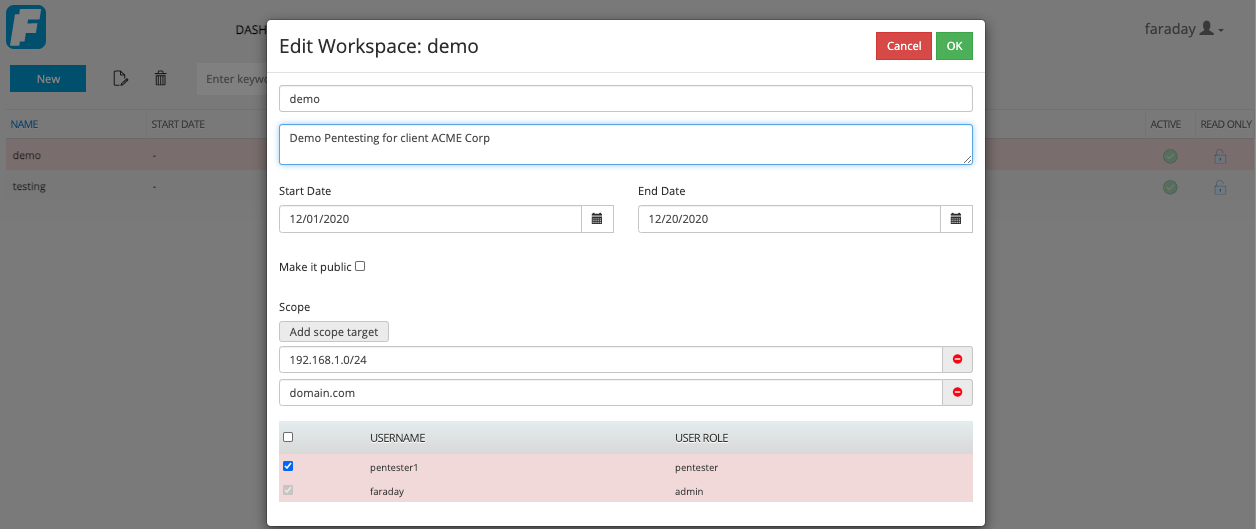 F
DASH
faraday
New
Enter keywo
NAME
START DATE
ACTIVE
READ ONLY
demo
-
testing
-
Edit Workspace: demo
Cancel
OK
demo
Demo Pentesting for client ACME Corp
Start Date
End Date
12/01/2020
12/20/2020
Make it public
Scope
Add scope target
192.168.1.0/24
domain.com
USERNAME
USER ROLE
pentester1
pentester
faraday
admin